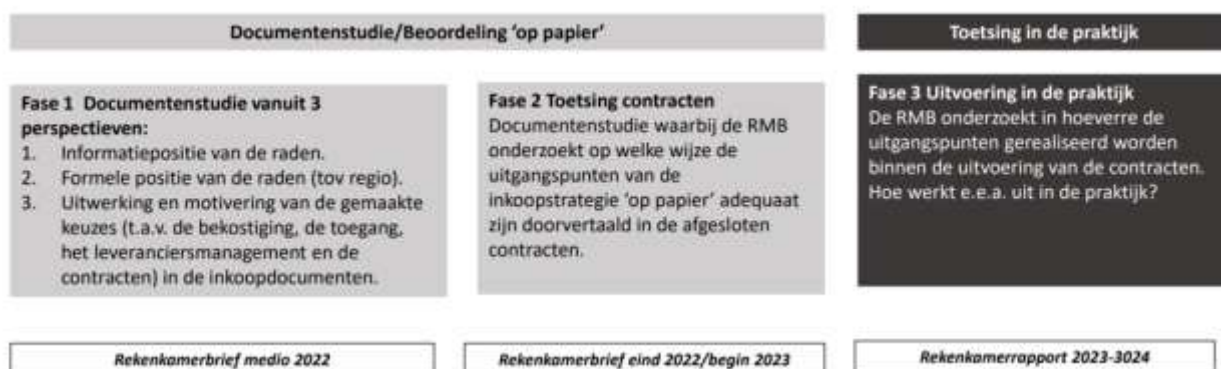 Documentenstudie/Beoordeling ‘op papier’
Toetsing in de praktijk
Fase 1 Documentenstudie vanuit 3
perspectieven:
1. Informatiepositie van de raden.
2. Formele positie van de raden (tov regio).
3. Uitwerking en motivering van de gemaakte
keuzes (t.a.v. de bekostiging, de toegang,
het leveranciersmanagement en de
contracten) in de inkoopdocumenten.
Fase 2 Toetsing contracten
Documentenstudie waarbij de RMB
onderzoekt op welke wijze de
uitgangspunten van de
inkoopstrategie ‘op papier’ adequaat
zijn doorvertaald in de afgesloten
contracten.
Fase 3 Uitvoering in de praktijk
De RMB onderzoekt in hoeverre de
uitgangspunten gerealiseerd worden
binnen de uitvoering van de contracten.
Hoe werkt e.e.a. uit in de praktijk?
Rekenkamerbrief medio 2022
Rekenkamerbrief eind 2022/begin 2023
Rekenkamerrapport 2023-3024